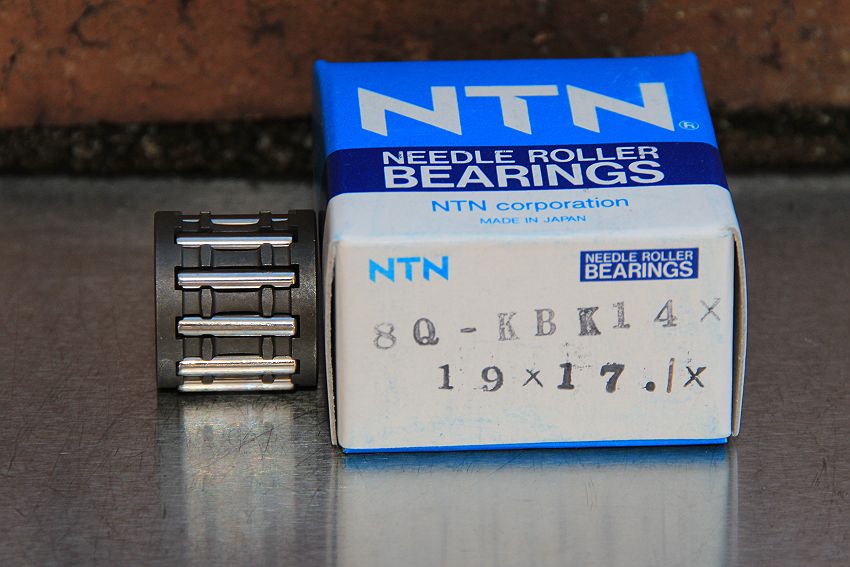 NTN®
NEEDLE ROLLER
BEARINGS
NTN corporation
MADE IN JAPAN
NTN
NEEDLE ROLLER
BEARINGS
8Q-KBK14×
19×17./×